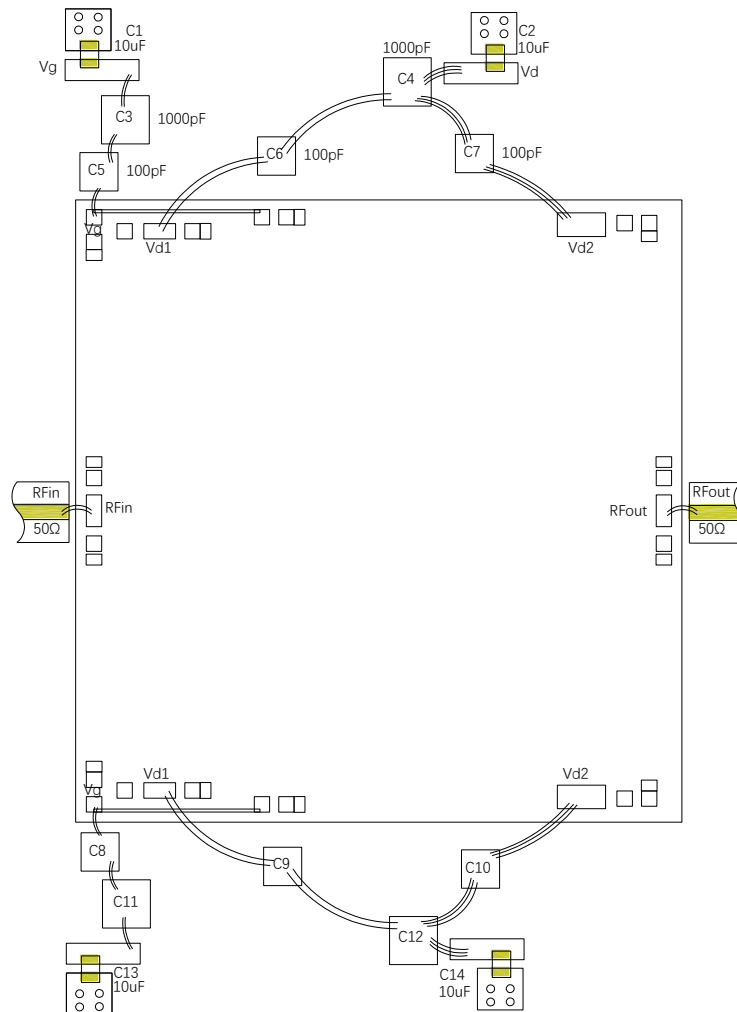 C1
10uF
Vg
C2
10uF
Vd
1000pF
C4
C3
1000pF
C5
100pF
C6
100pF
C7
100pF
Vg
Vd1
Vd2
RFin
50Ω
RFin
RFout
RFout
50Ω
Vg
Vd1
Vd2
C8
C9
C10
C11
C12
C13
10uF
C14
10uF